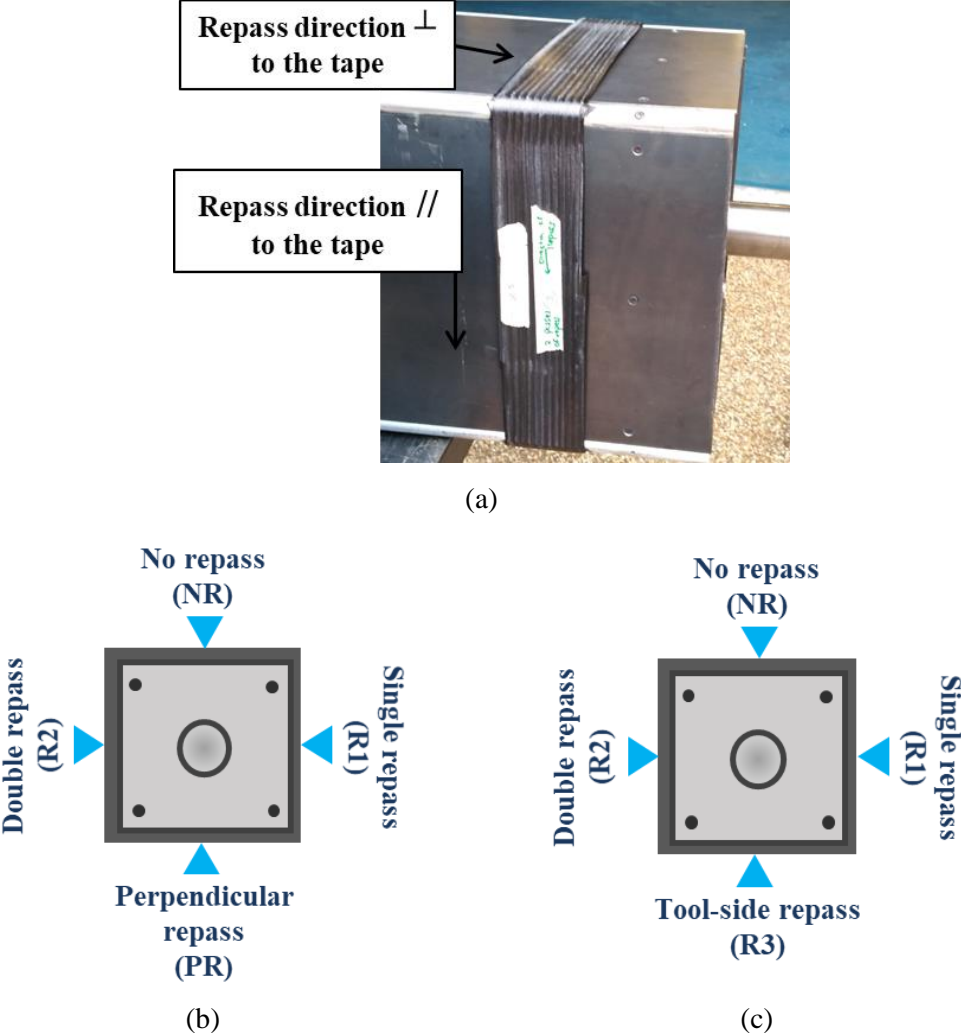 Repass direction ⊥
to the tape
Repass direction //
to the tape
(a)
No repass
(NR)
Double repass
(R2)
Single repass
(R1)
Perpendicular
repass
(PR)
(b)
No repass
(NR)
Double repass
(R2)
Single repass
(R1)
Tool-side repass
(R3)
(c)